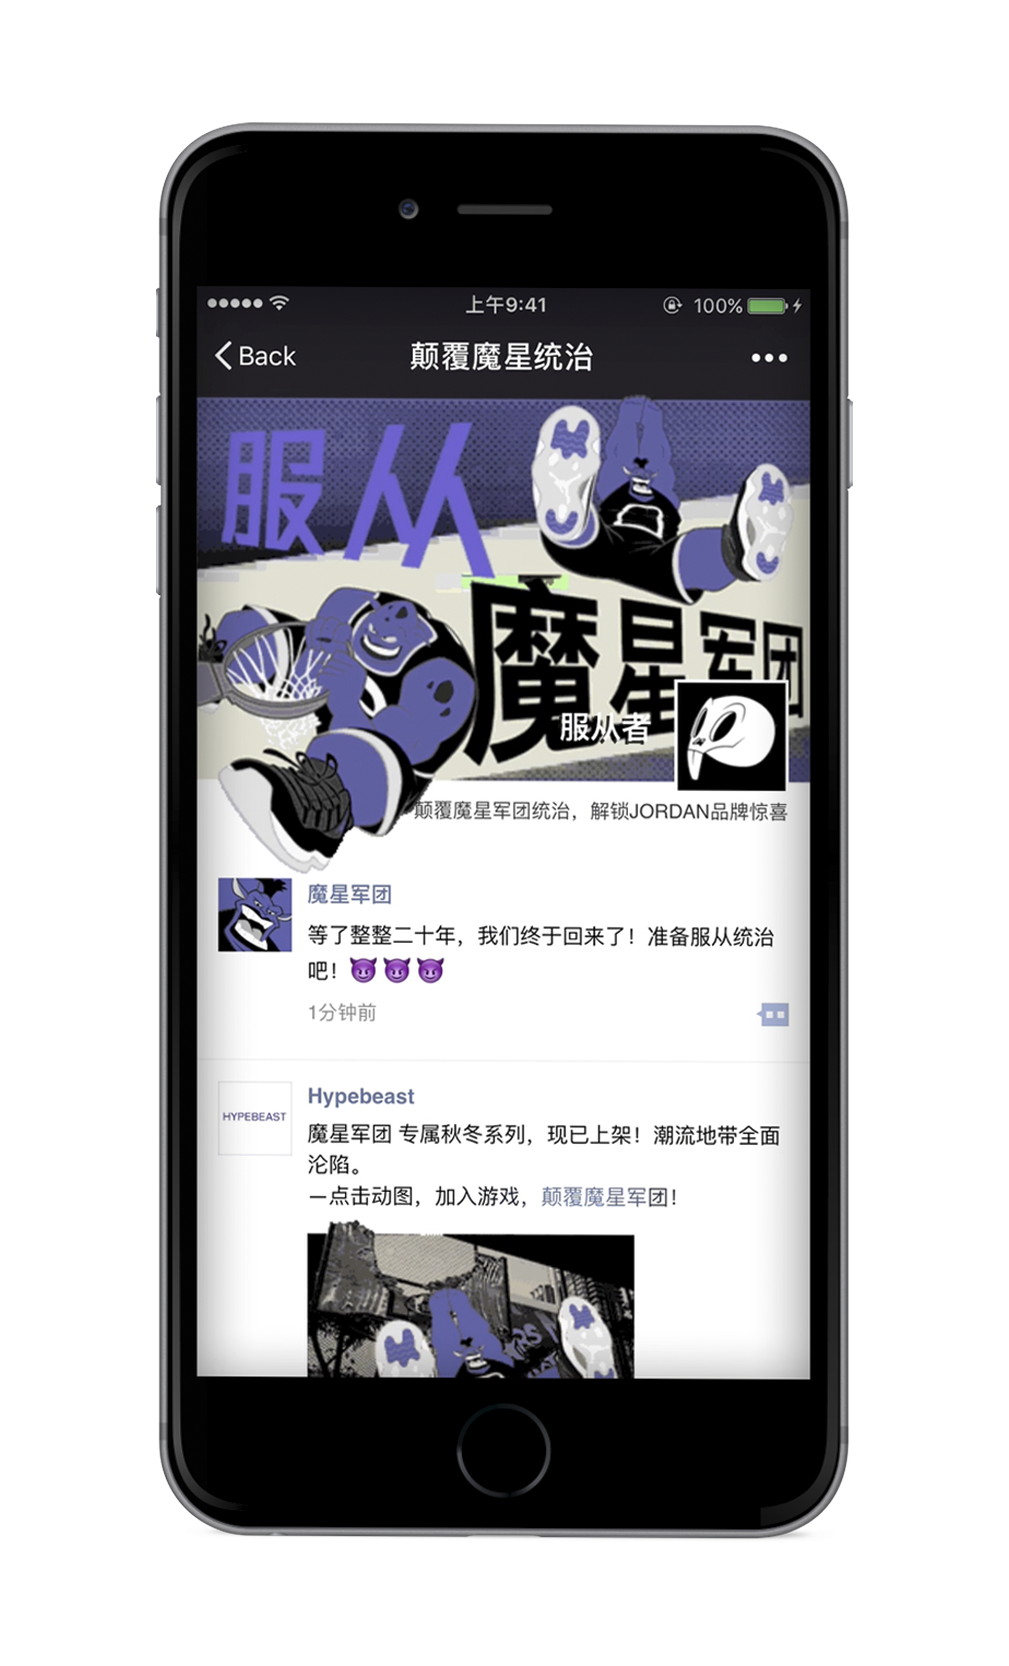 上午9:41
100%
Back
颠覆魔星统治
服从
魔星军团
服从者
颠覆魔星军团统治，解锁JORDAN品牌惊喜
魔星军团
等了整整二十年，我们终于回来了！准备服从统治
吧！😈😈😈
1分钟前
HYPEBEAST
Hypebeast
魔星军团 专属秋冬系列，现已上架！潮流地带全面
沦陷。
—点击动图，加入游戏，颠覆魔星军团！